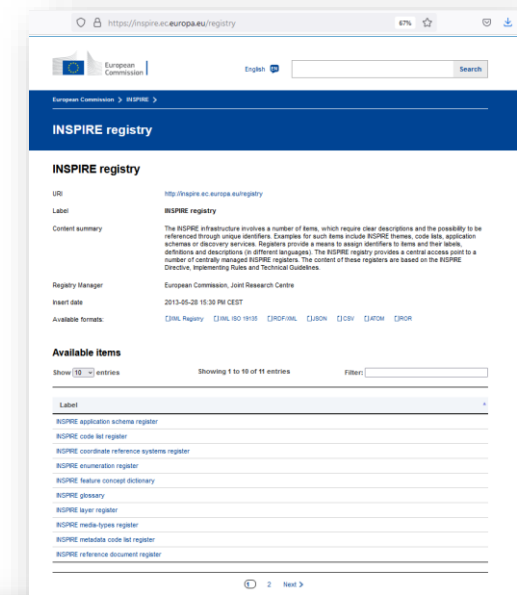 https://inspire.ec.europa.eu/registry
67%
European
Commission
English
EN
Search
European Commission > INSPIRE >
INSPIRE registry
INSPIRE registry
URI
http://inspire.ec.europa.eu/registry
Label
INSPIRE registry
Content summary
The INSPIRE infrastructure involves a number of items, which require clear descriptions and the possibility to be
referenced through unique identifiers. Examples for such items include INSPIRE themes, code lists, application
schemas or discovery services. Registers provide a means to assign identifiers to items and their labels,
definitions and descriptions (in different languages). The INSPIRE registry provides a central access point to a
number of centrally managed INSPIRE registers. The content of these registers are based on the INSPIRE
Directive, Implementing Rules and Technical Guidelines.
Registry Manager
European Commission, Joint Research Centre
Insert date
2013-05-28 15:30 PM CEST
Available formats:
XML Registry XML ISO 19135 RDF/XML JSON CSV ATOM ROR
Available items
Show 10 entries
Showing 1 to 10 of 11 entries
Filter:
Label
INSPIRE application schema register
INSPIRE code list register
INSPIRE coordinate reference systems register
INSPIRE enumeration register
INSPIRE feature concept dictionary
INSPIRE glossary
INSPIRE layer register
INSPIRE media-types register
INSPIRE metadata code list register
INSPIRE reference document register
1 2 Next >